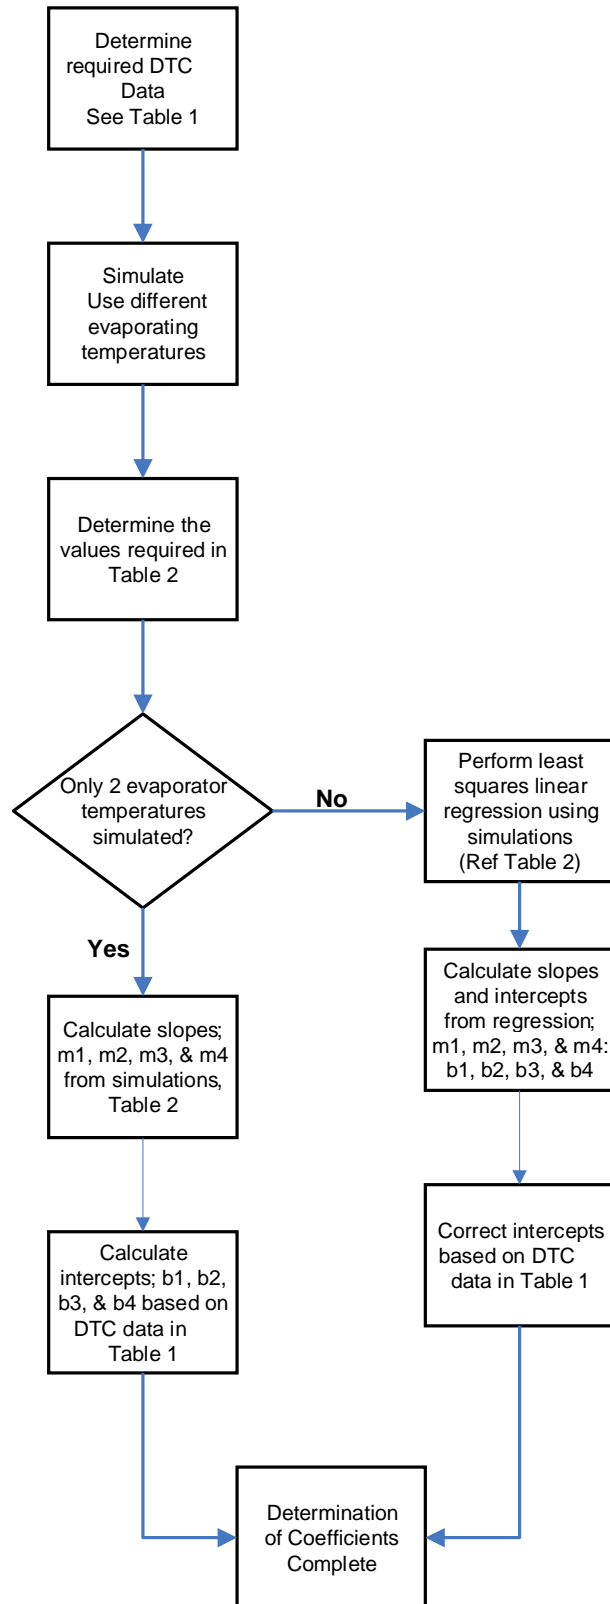 Determine
required DTC
Data
See Table 1
Simulate
Use different
evaporating
temperatures
Determine the
values required in
Table 2
Only 2 evaporator
temperatures
simulated?
No
Perform least
squares linear
regression using
simulations
(Ref Table 2)
Yes
Calculate slopes
and intercepts
from regression;
m1, m2, m3, & m4:
b1, b2, b3, & b4
Calculate slopes;
m1, m2, m3, & m4
from simulations,
Table 2
Correct intercepts
based on DTC
data in Table 1
Calculate
intercepts; b1, b2,
b3, & b4 based on
DTC data in
Table 1
Determination
of Coefficients
Complete